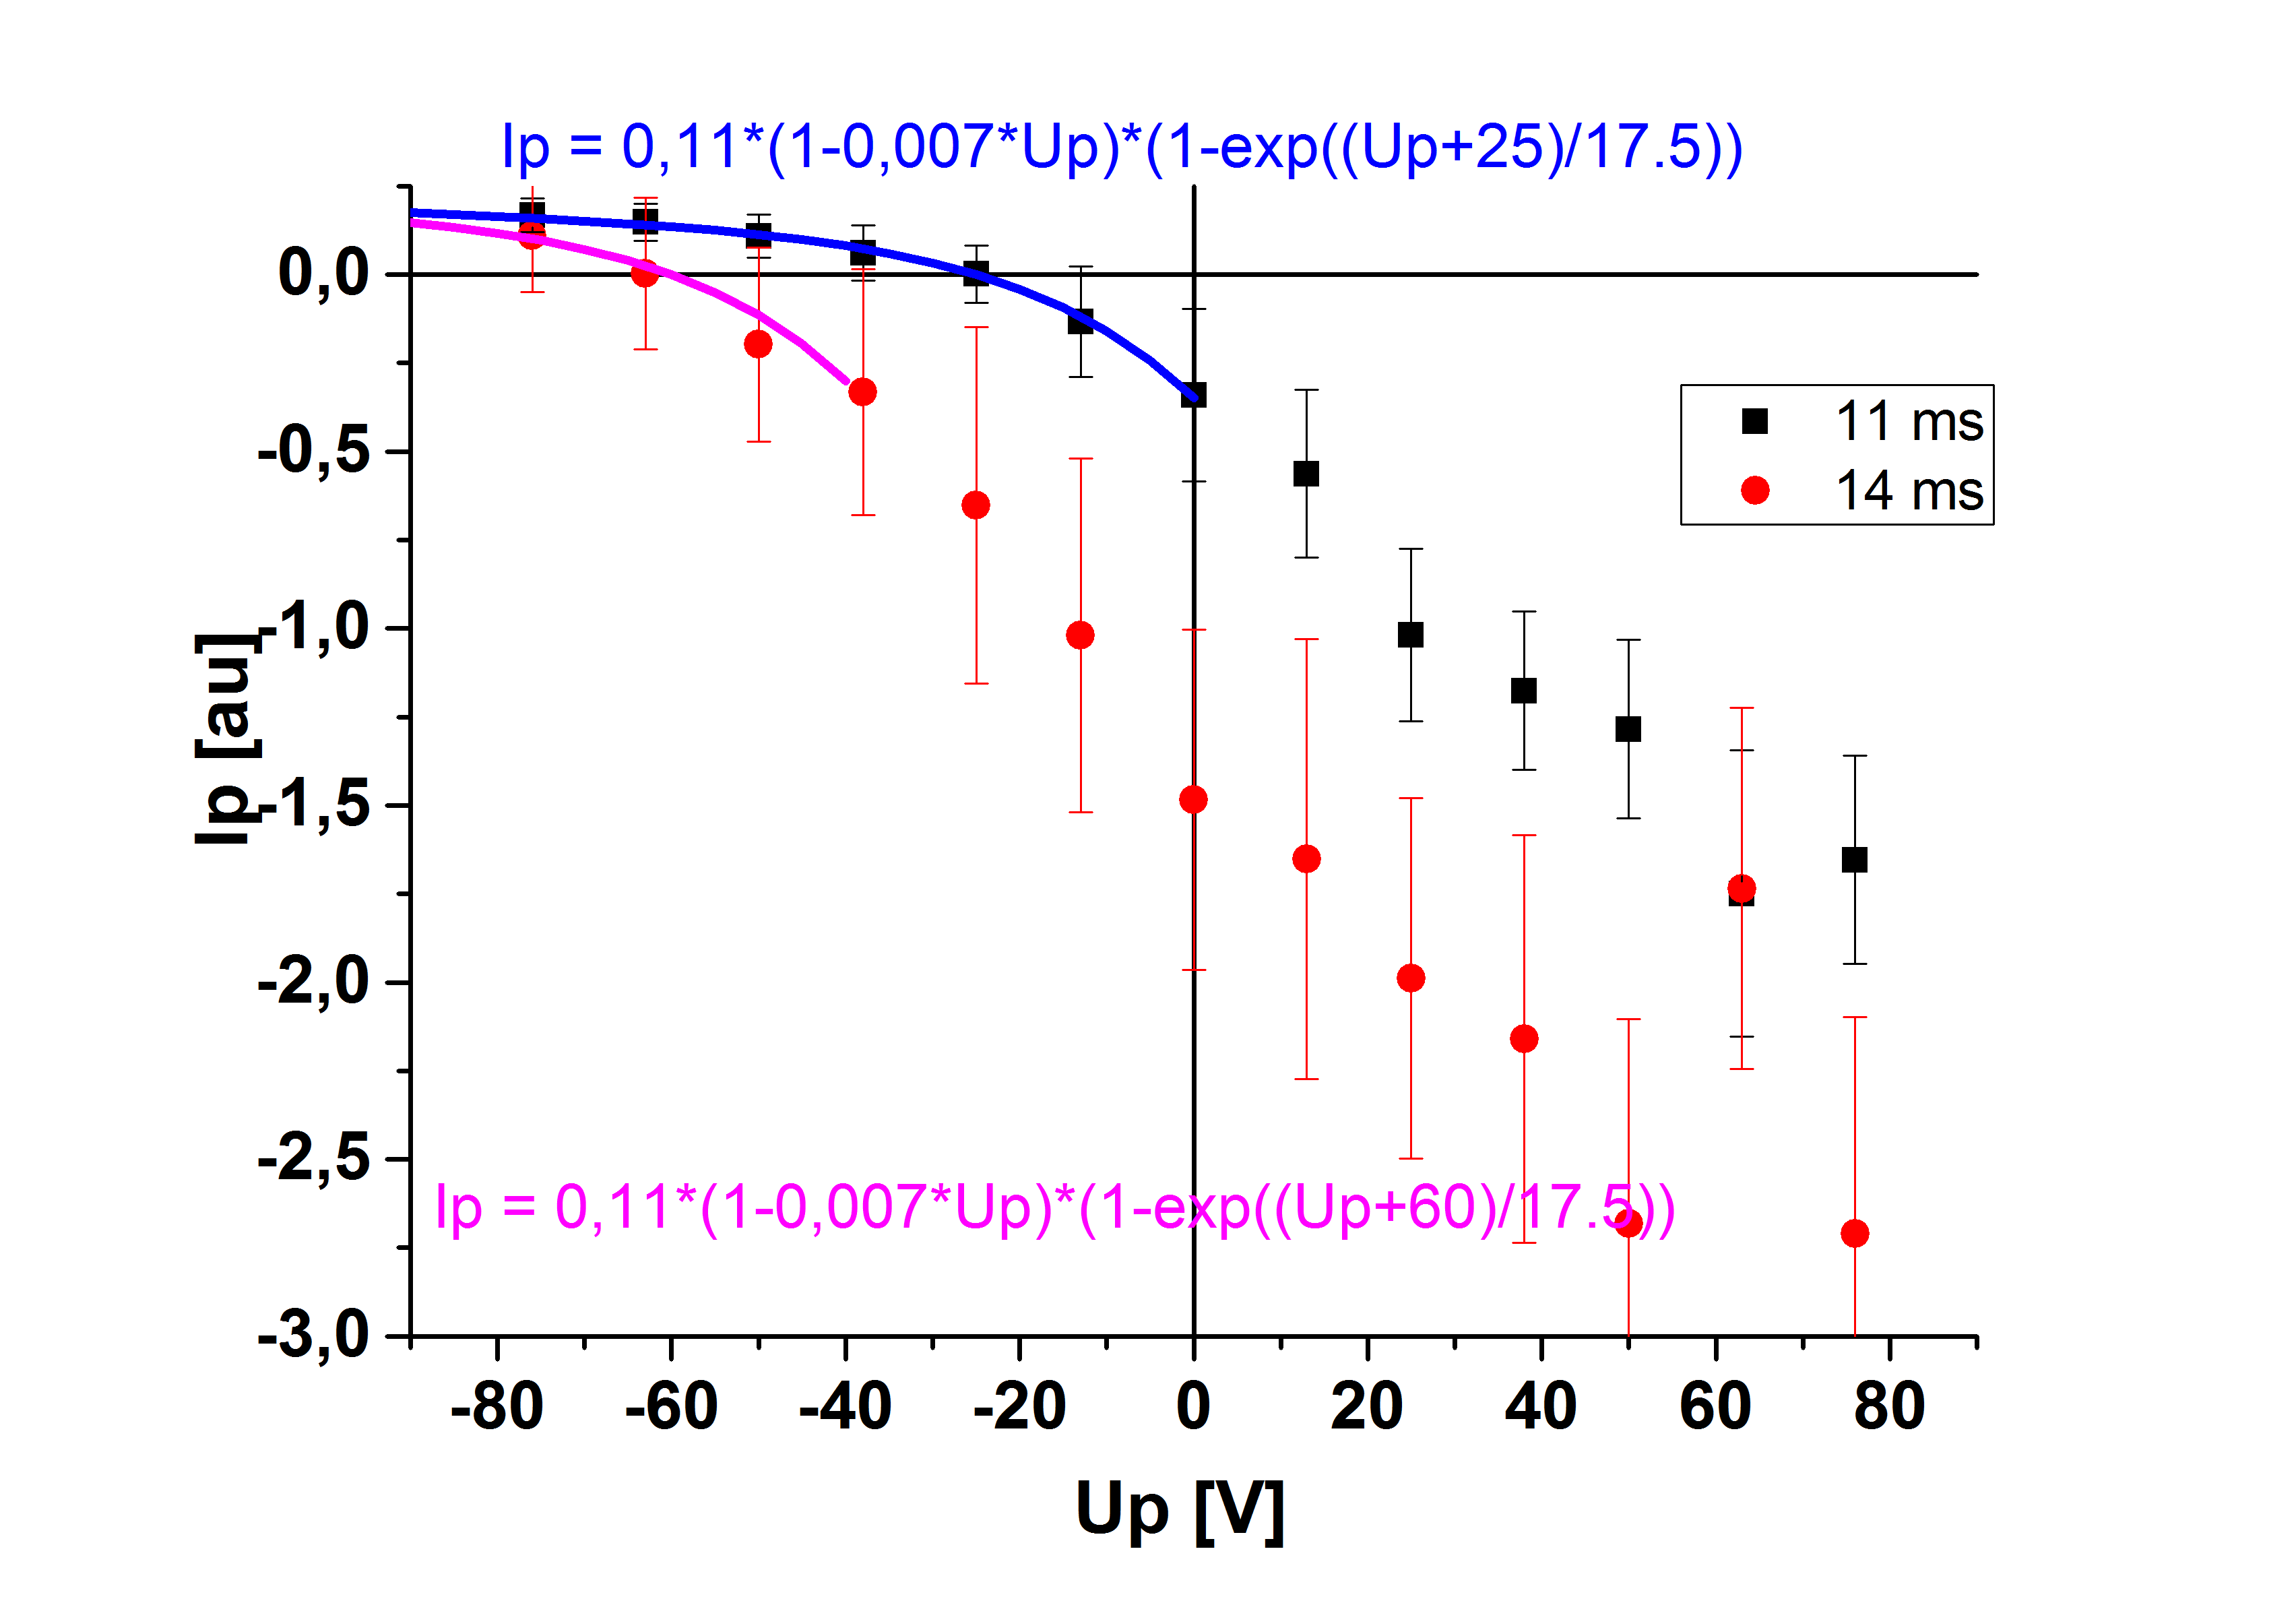 Ip = 0,11*(1-0,007*Up)*(1-exp((Up+25)/17.5))
0,0
-0,5
-1,0
-1,5
-2,0
-2,5
-3,0
Ip [au]
11 ms
14 ms
Ip = 0,11*(1-0,007*Up)*(1-exp((Up+60)/17.5))
-80 -60 -40 -20 0 20 40 60 80
Up [V]